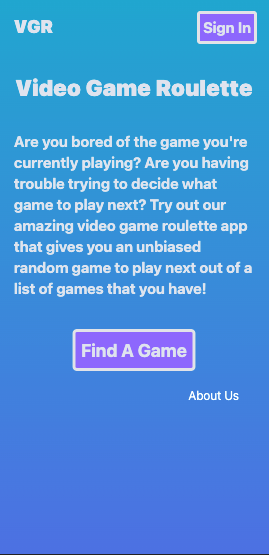 VGR
Sign In
Video Game Roulette
Are you bored of the game you're
currently playing? Are you having
trouble trying to decide what
game to play next? Try out our
amazing video game roulette app
that gives you an unbiased
random game to play next out of a
list of games that you have!
Find A Game
About Us